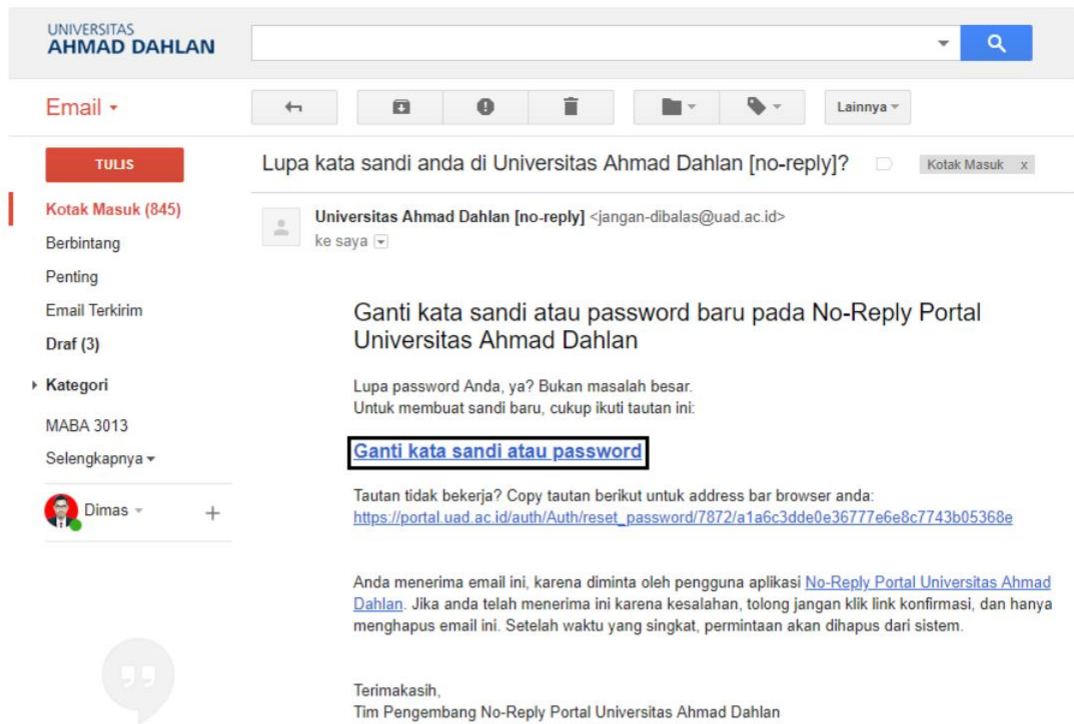 UNIVERSITAS
AHMAD DAHLAN
Email
Lainnya
TULIS
Lupa kata sandi anda di Universitas Ahmad Dahlan [no-reply]?
Kotak Masuk x
Kotak Masuk (845)
Berbintang
Penting
Email Terkirim
Draf (3)
Kategori
MABA 3013
Selengkapnya
Dimas
+
Universitas Ahmad Dahlan [no-reply] <jangan-dibalas@uad.ac.id>
ke saya
Ganti kata sandi atau password baru pada No-Reply Portal
Universitas Ahmad Dahlan
Lupa password Anda, ya? Bukan masalah besar.
Untuk membuat sandi baru, cukup ikuti tautan ini:
Ganti kata sandi atau password
Tautan tidak bekerja? Copy tautan berikut untuk address bar browser anda:
https://portal.uad.ac.id/auth/Auth/reset_password/7872/a1a6c3dde0e36777e6e8c7743b05368e
Anda menerima email ini, karena diminta oleh pengguna aplikasi No-Reply Portal Universitas Ahmad
Dahlan. Jika anda telah menerima ini karena kesalahan, tolong jangan klik link konfirmasi, dan hanya
menghapus email ini. Setelah waktu yang singkat, permintaan akan dihapus dari sistem.
Terimakasih,
Tim Pengembang No-Reply Portal Universitas Ahmad Dahlan